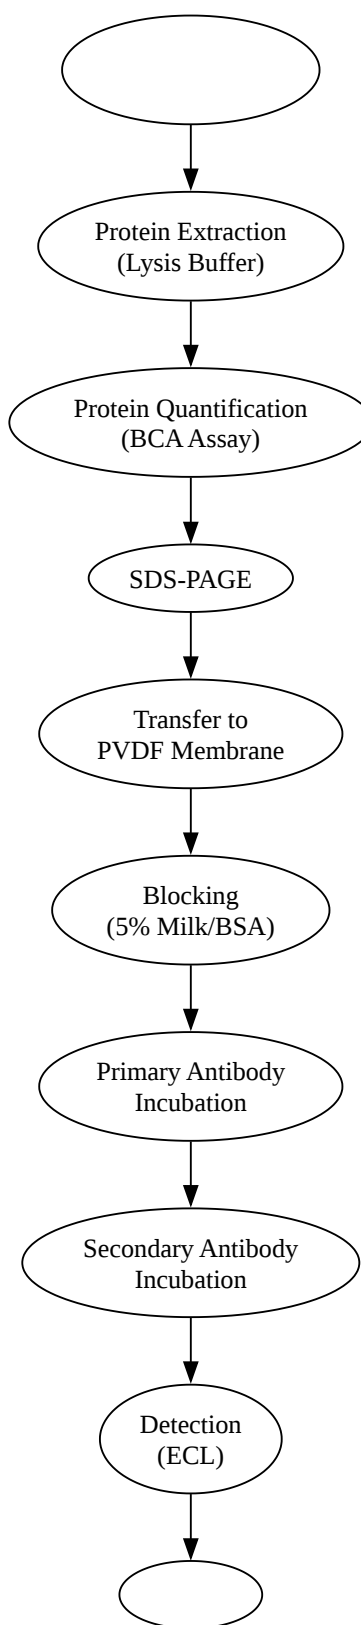 Protein Extraction
(Lysis Buffer)
Protein Quantification
(BCA Assay)
SDS-PAGE
Transfer to
PVDF Membrane
Blocking
(5% Milk/BSA)
Primary Antibody
Incubation
Secondary Antibody
Incubation
Detection
(ECL)